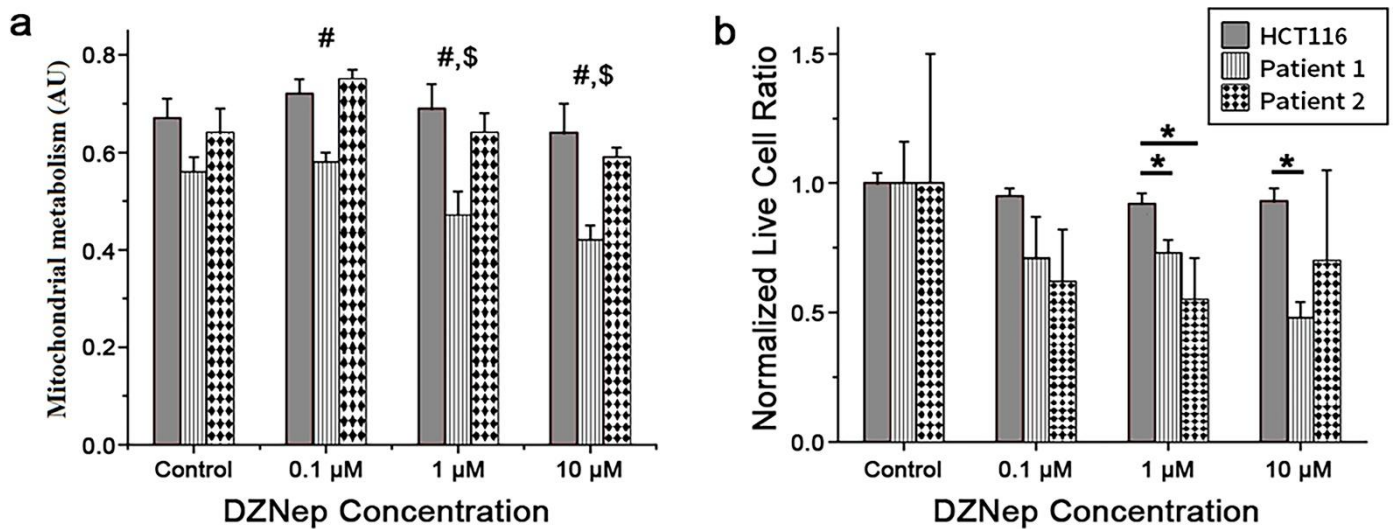 a
Mitochondrial metabolism (AU)
0.8
0.6
0.4
0.2
0.0
#
#,$
#,$
Control
0.1 µM
1 µM
10 µM
DZNep Concentration
b
Normalized Live Cell Ratio
1.5
1.0
0.5
0.0
*
*
*
Control
0.1 µM
1 µM
10 µM
DZNep Concentration
HCT116
Patient 1
Patient 2